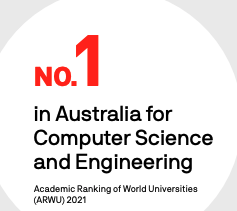 NO.1
in Australia for
Computer Science
and Engineering
Academic Ranking of World Universities
(ARWU) 2021